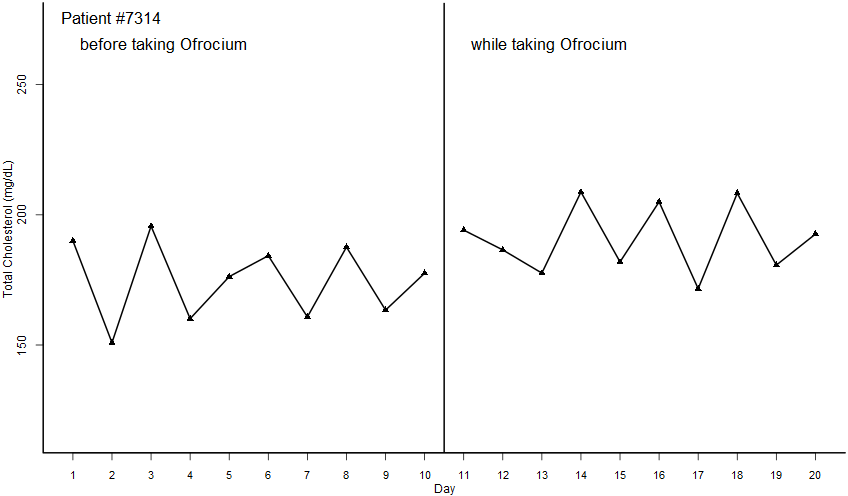 Patient #7314
before taking Ofrocium
while taking Ofrocium
Total Cholesterol (mg/dL)
250
200
150
1 2 3 4 5 6 7 8 9 10 11 12 13 14 15 16 17 18 19 20
Day